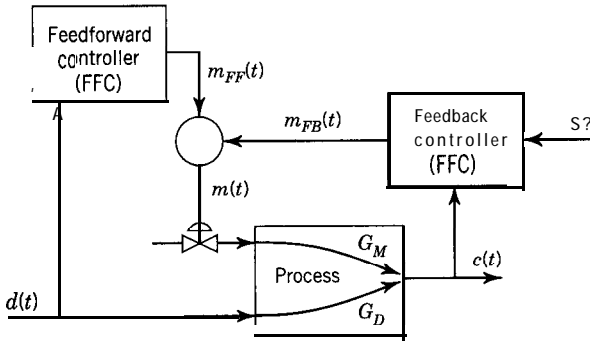 Feedforward
controller
(FFC)
m_FF(t)
m_FB(t)
Feedback
controller
(FFC)
S?
m(t)
G_M
Process
c(t)
d(t)
G_D